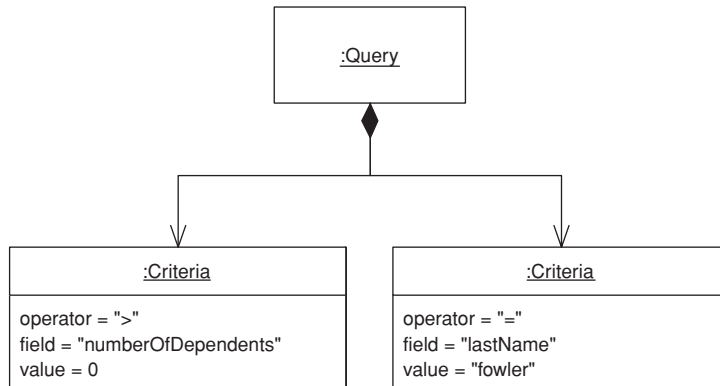 :Query
:Criteria
operator = ">"
field = "numberOfDependents"
value = 0
:Criteria
operator = "="
field = "lastName"
value = "fowler"